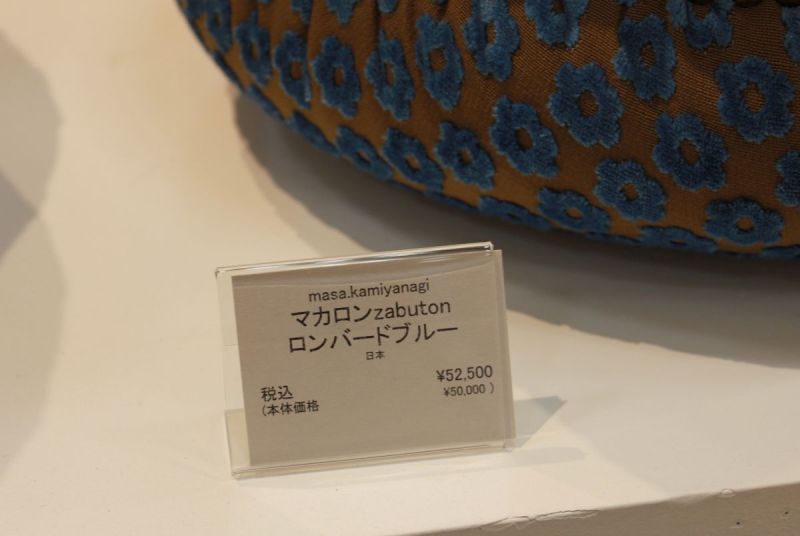 masa.kamiyanagi
マカロンzabuton
ロンバードブルー
日本
税込 ¥52,500
(本体価格 ¥50,000 )